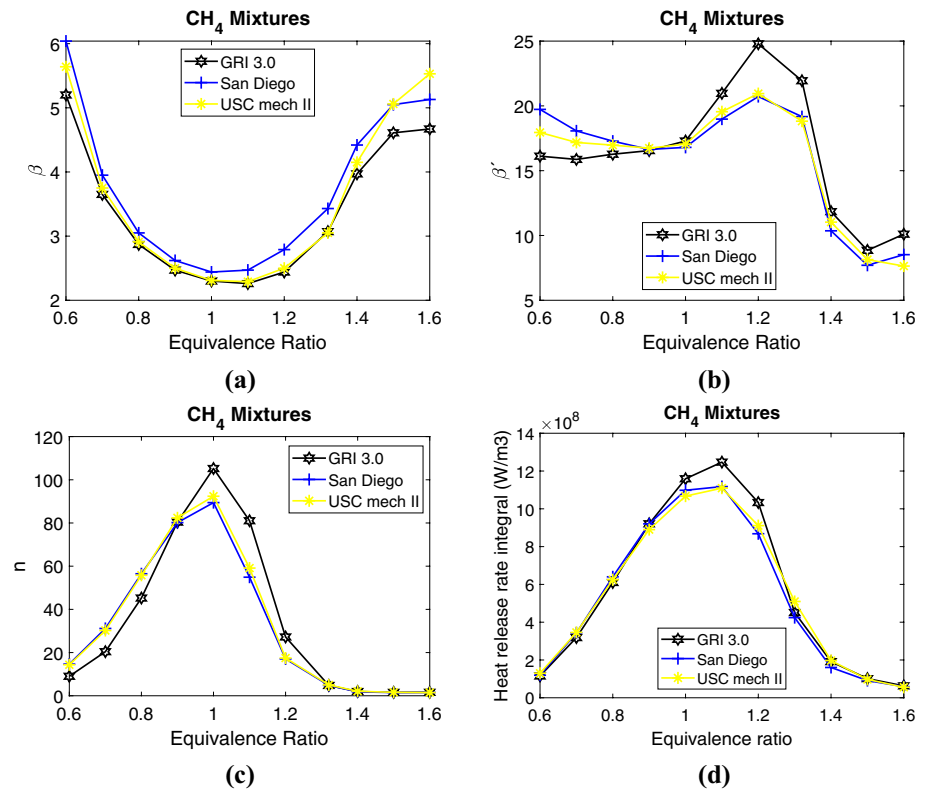 CH4 Mixtures
6
5
4
3
2
β
GRI 3.0
San Diego
USC mech II
0.6
0.8
1
1.2
1.4
1.6
Equivalence Ratio
(a)
CH4 Mixtures
25
20
15
10
5
β´
GRI 3.0
San Diego
USC mech II
0.6
0.8
1
1.2
1.4
1.6
Equivalence Ratio
(b)
CH4 Mixtures
120
100
80
60
40
20
0
n
GRI 3.0
San Diego
USC mech II
0.6
0.8
1
1.2
1.4
1.6
Equivalence Ratio
(c)
CH4 Mixtures
×10^8
14
12
10
8
6
4
2
0
Heat release rate integral (W/m3)
GRI 3.0
San Diego
USC mech II
0.6
0.8
1
1.2
1.4
1.6
Equivalence ratio
(d)